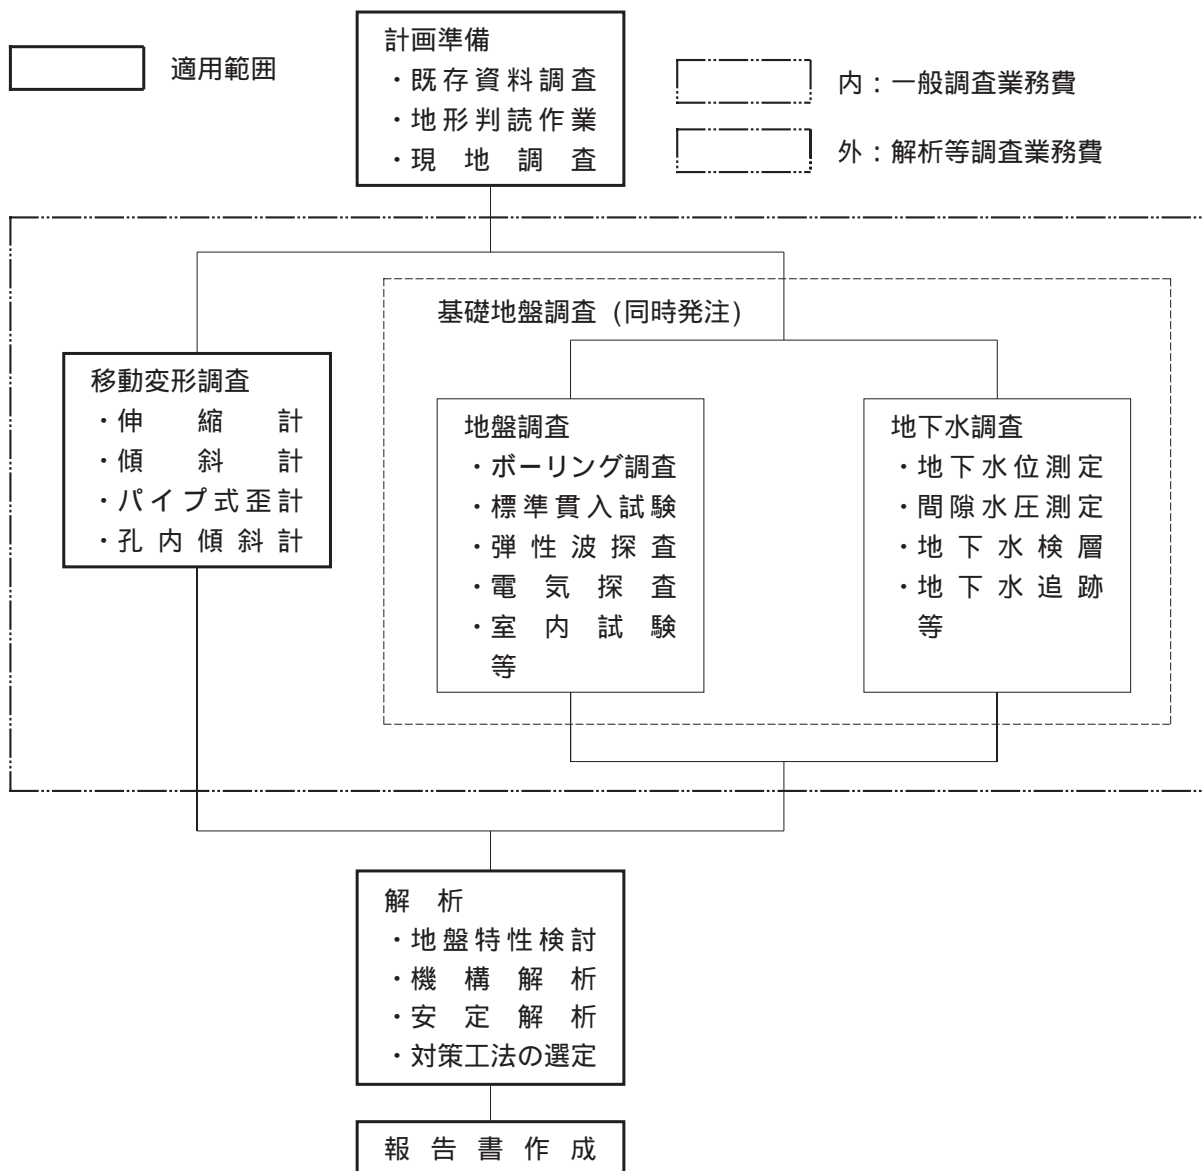 適用範囲
計画準備
・既存資料調査
・地形判読作業
・現地調査
内：一般調査業務費
外：解析等調査業務費
基礎地盤調査 (同時発注)
移動変形調査
・伸縮計
・傾斜計
・パイプ式歪計
・孔内傾斜計
地盤調査
・ボーリング調査
・標準貫入試験
・弾性波探査
・電気探査
・室内試験
等
地下水調査
・地下水位測定
・間隙水圧測定
・地下水検層
・地下水追跡
等
解析
・地盤特性検討
・機構解析
・安定解析
・対策工法の選定
報告書作成